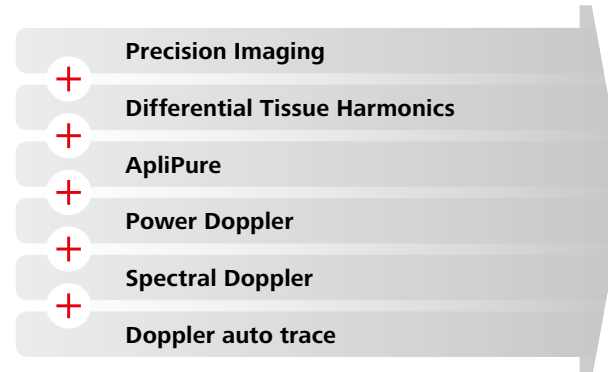 Precision Imaging
Differential Tissue Harmonics
ApliPure
Power Doppler
Spectral Doppler
Doppler auto trace